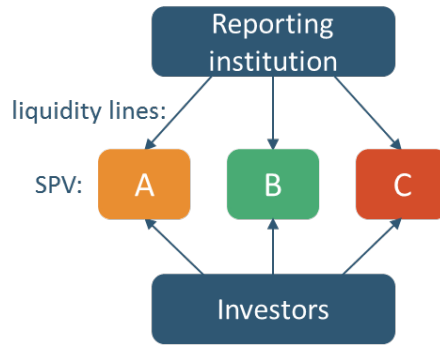 Reporting
institution
liquidity lines:
SPV:
A
B
C
Investors